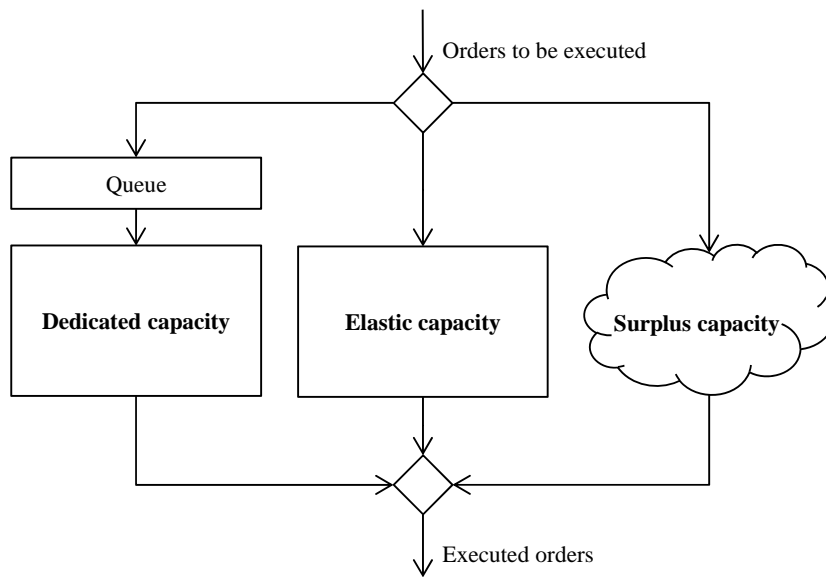 Orders to be executed
Queue
Dedicated capacity
Elastic capacity
Surplus capacity
Executed orders